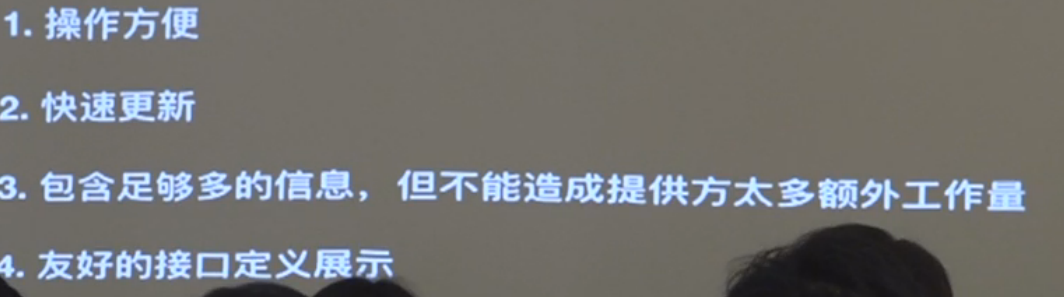 1. 操作方便
2. 快速更新
3. 包含足够多的信息，但不能造成提供方太多额外工作量
4. 友好的接口定义展示